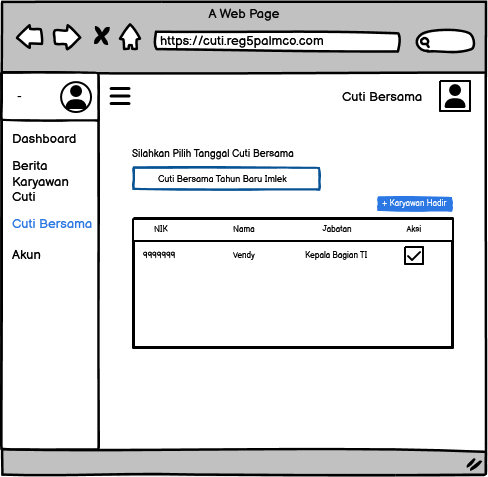 A Web Page
https://cuti.reg5palmco.com
-
Cuti Bersama
Dashboard
Berita
Karyawan
Cuti
Cuti Bersama
Akun
Silahkan Pilih Tanggal Cuti Bersama
Cuti Bersama Tahun Baru Imlek
+ Karyawan Hadir
NIK Nama Jabatan Aksi
9999999 Vendy Kepala Bagian TI